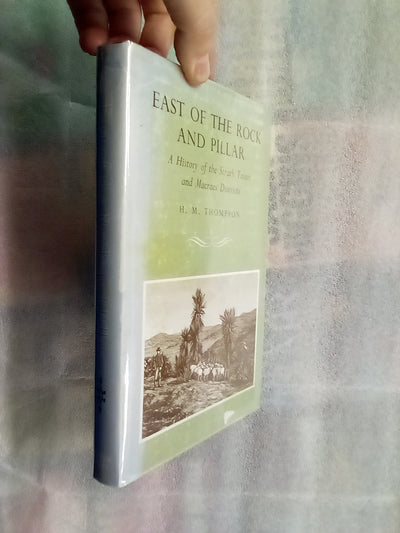 EAST OF THE ROCK
AND PILLAR
A History of the Strath Taieri
and Macraes Districts
H. M. THOMPSON